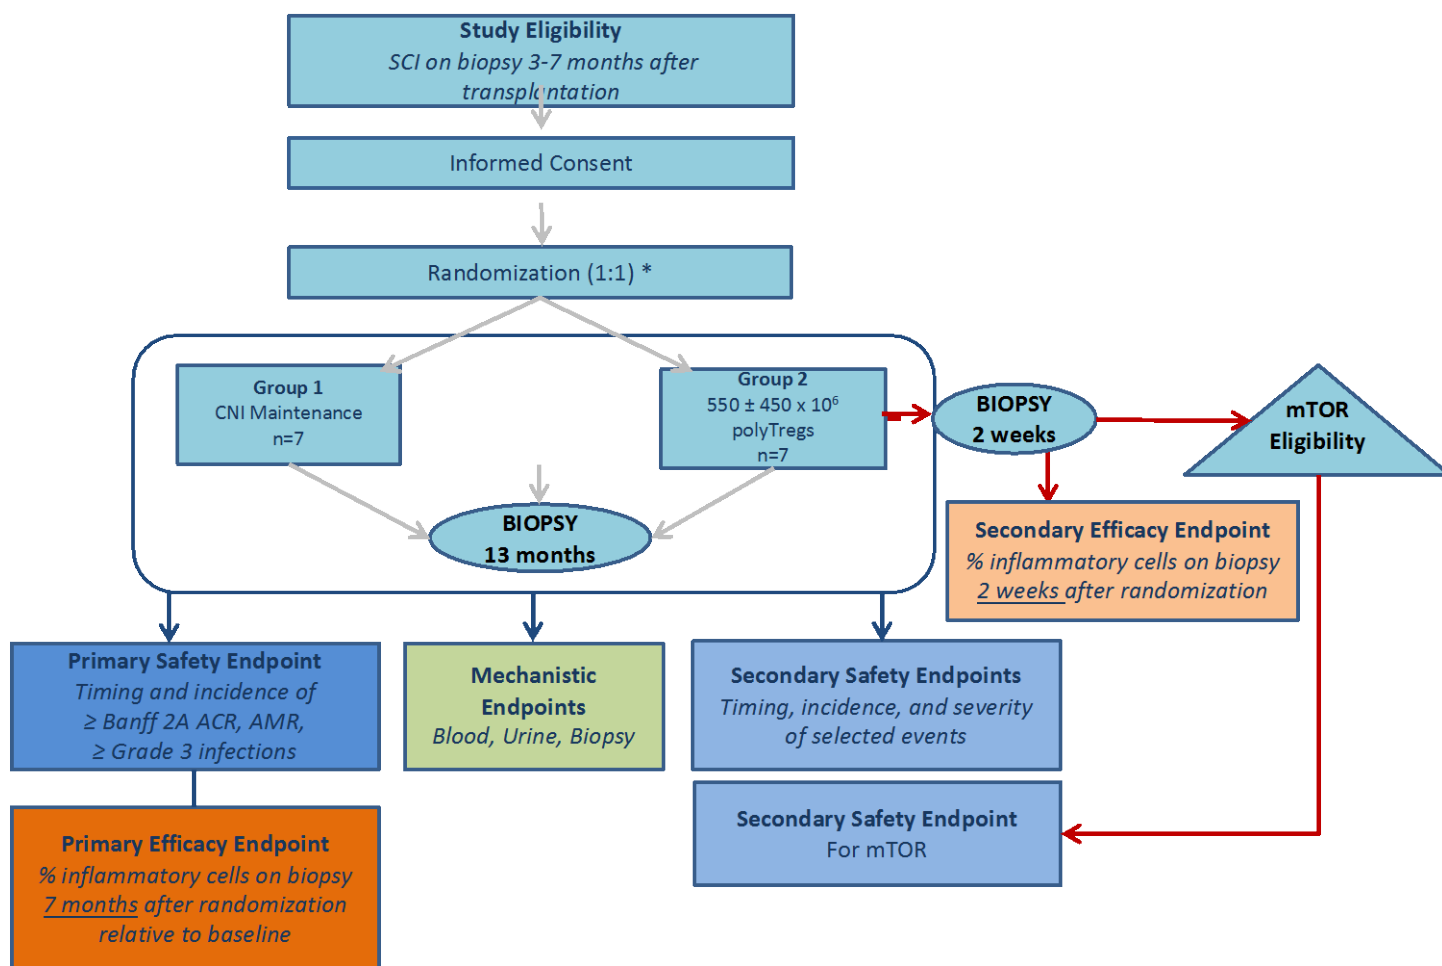 Study Eligibility
SCI on biopsy 3-7 months after
transplantation
Informed Consent
Randomization (1:1) *
Group 1
CNI Maintenance
n=7
Group 2
550 ± 450 x 10⁶
polyTregs
n=7
BIOPSY
2 weeks
mTOR
Eligibility
BIOPSY
13 months
Secondary Efficacy Endpoint
% inflammatory cells on biopsy
2 weeks after randomization
Primary Safety Endpoint
Timing and incidence of
≥ Banff 2A ACR, AMR,
≥ Grade 3 infections
Mechanistic
Endpoints
Blood, Urine, Biopsy
Secondary Safety Endpoints
Timing, incidence, and severity
of selected events
Secondary Safety Endpoint
For mTOR
Primary Efficacy Endpoint
% inflammatory cells on biopsy
7 months after randomization
relative to baseline